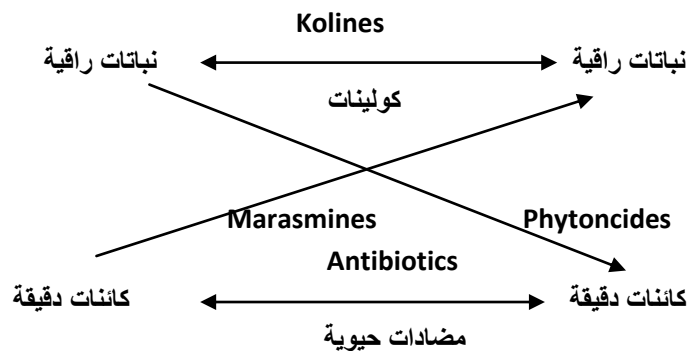 Kolines
نباتات راقية
نباتات راقية
كولينات
Marasmines
Phytoncides
Antibiotics
كائنات دقيقة
كائنات دقيقة
مضادات حيوية